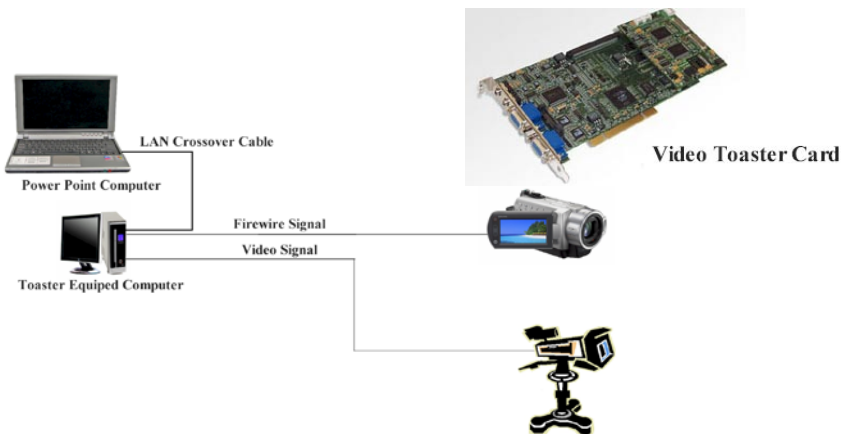 Video Toaster Card
LAN Crossover Cable
Power Point Computer
Firewire Signal
Video Signal
Toaster Equiped Computer